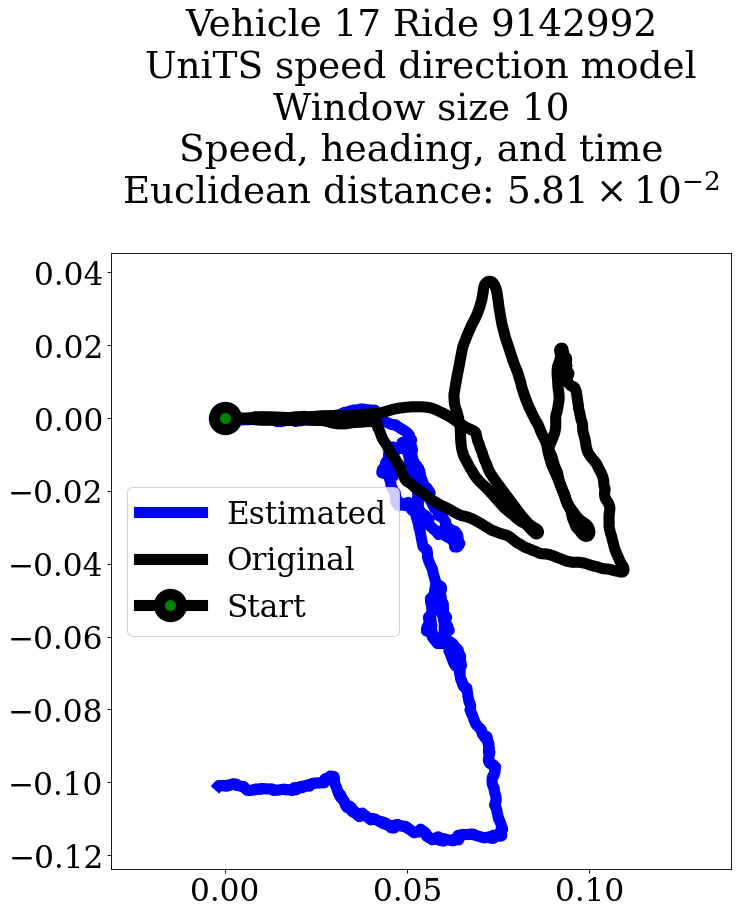 Vehicle 17 Ride 9142992
UniTS speed direction model
Window size 10
Speed, heading, and time
Euclidean distance: 5.81 × 10⁻²
0.04
0.02
0.00
−0.02
−0.04
−0.06
−0.08
−0.10
−0.12
Estimated
Original
Start
0.00 0.05 0.10